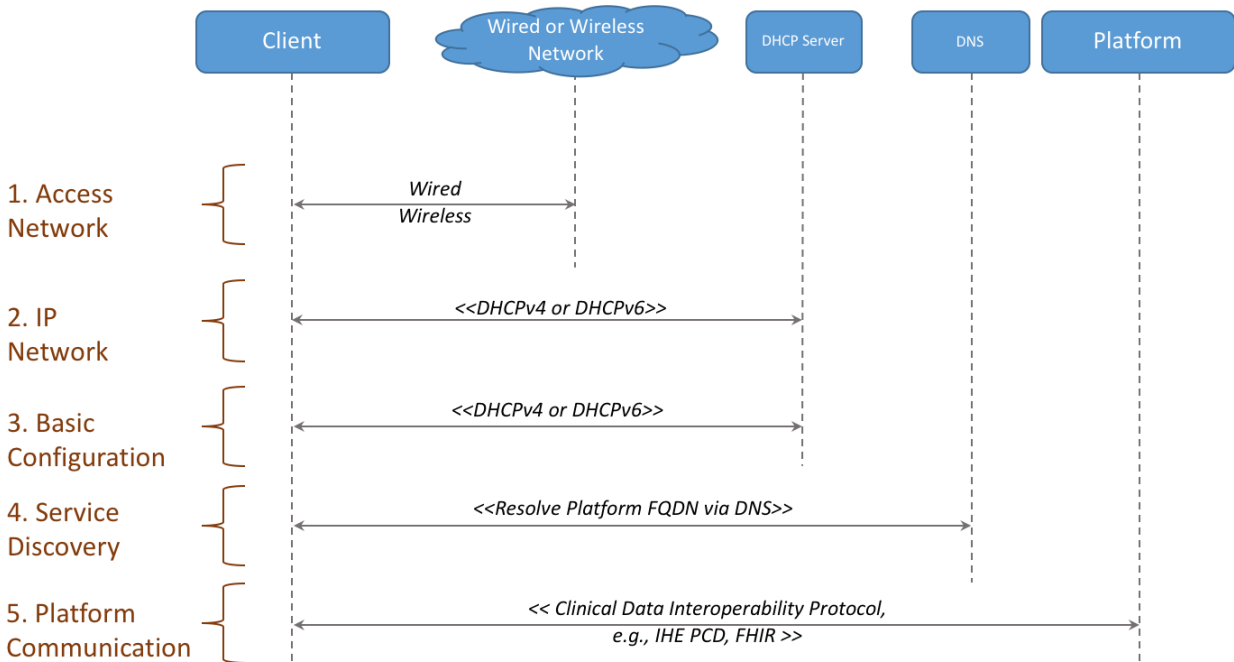 Client
Wired or Wireless
Network
DHCP Server
DNS
Platform
1. Access
Network
Wired
Wireless
2. IP
Network
<<DHCPv4 or DHCPv6>>
3. Basic
Configuration
<<DHCPv4 or DHCPv6>>
4. Service
Discovery
<<Resolve Platform FQDN via DNS>>
5. Platform
Communication
<< Clinical Data Interoperability Protocol,
e.g., IHE PCD, FHIR >>